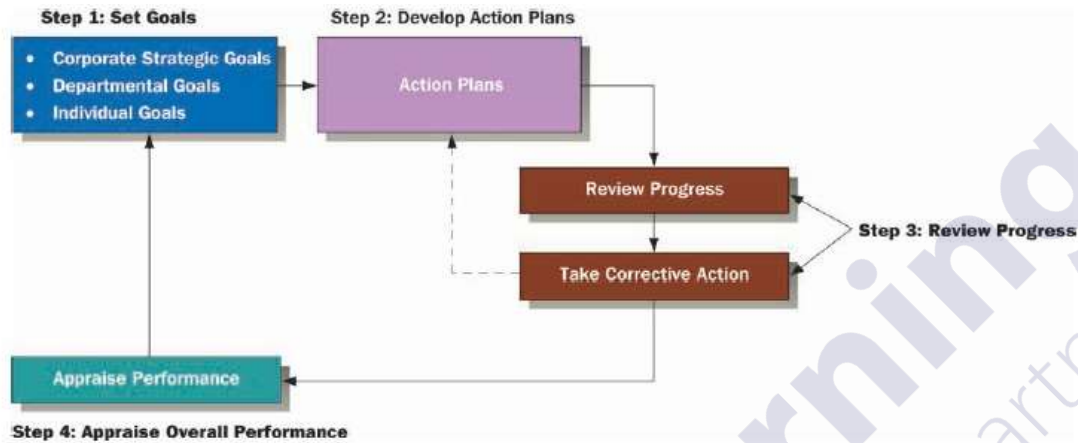 Step 1: Set Goals
Step 2: Develop Action Plans
• Corporate Strategic Goals
• Departmental Goals
• Individual Goals
Action Plans
Review Progress
Step 3: Review Progress
Take Corrective Action
Appraise Performance
Step 4: Appraise Overall Performance